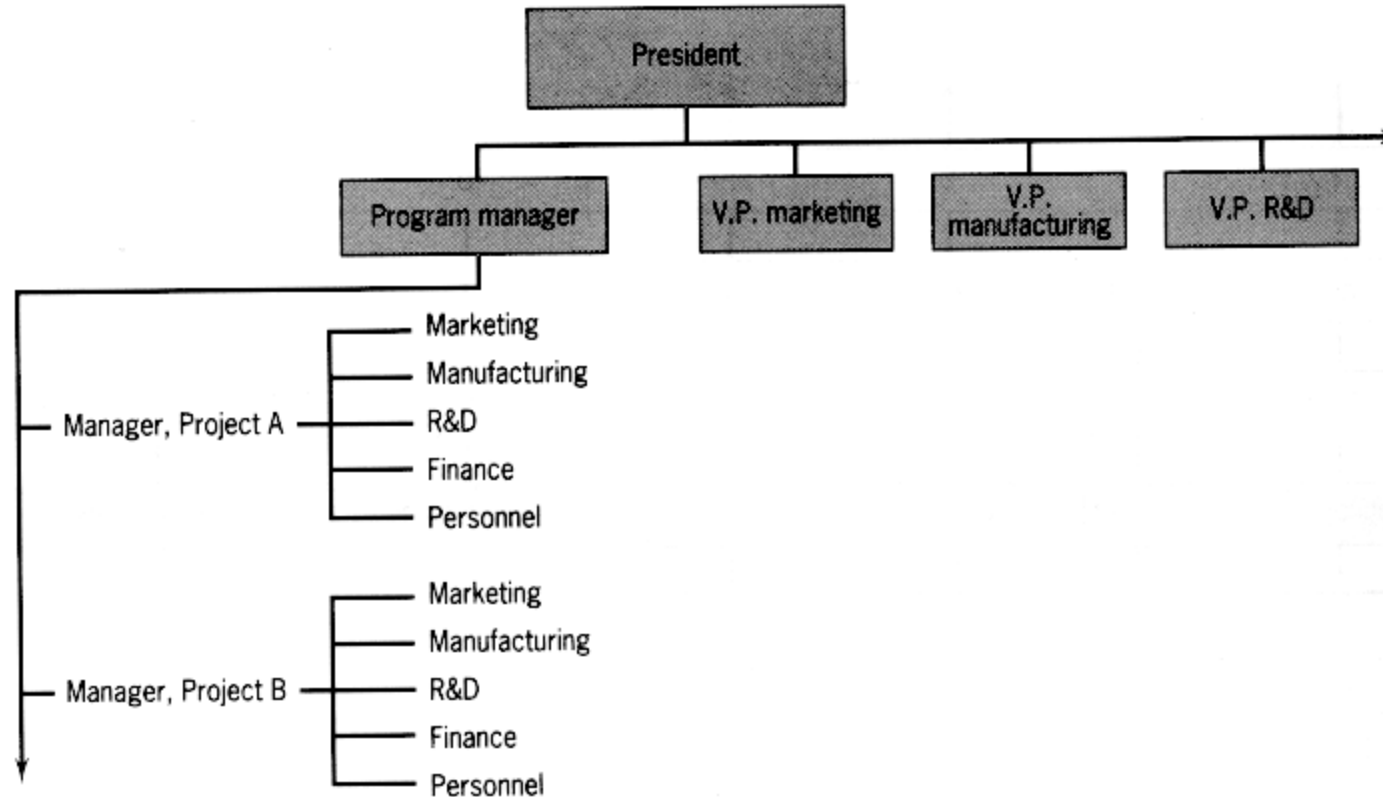 President
Program manager
V.P. marketing
V.P.
manufacturing
V.P. R&D
Manager, Project A
Marketing
Manufacturing
R&D
Finance
Personnel
Manager, Project B
Marketing
Manufacturing
R&D
Finance
Personnel